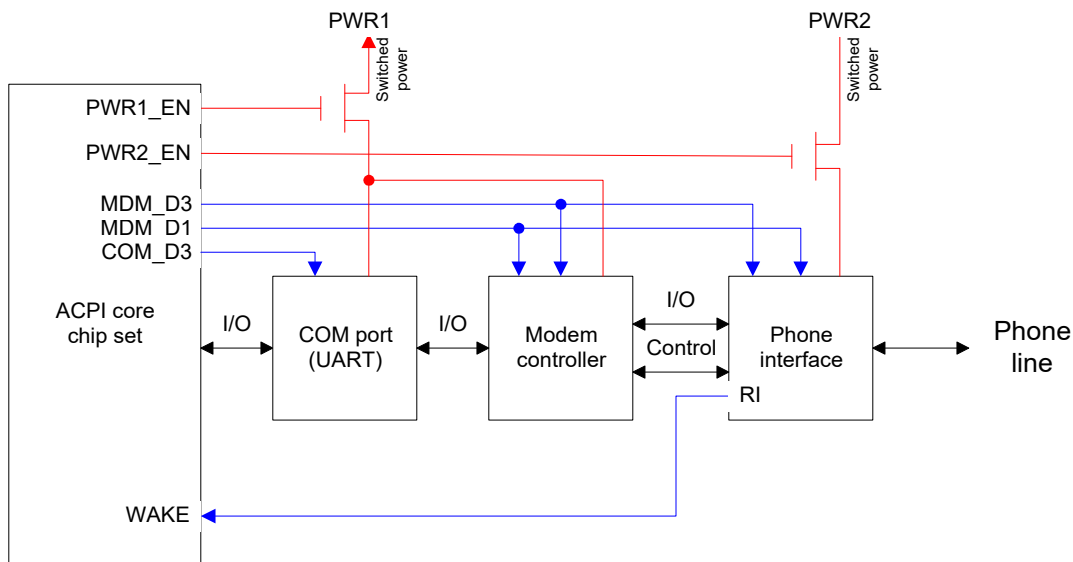 PWR1
PWR2
Switched
power
Switched
power
PWR1_EN
PWR2_EN
MDM_D3
MDM_D1
COM_D3
ACPI core
chip set
I/O
COM port
(UART)
I/O
Modem
controller
I/O
Control
Phone
interface
RI
Phone
line
WAKE